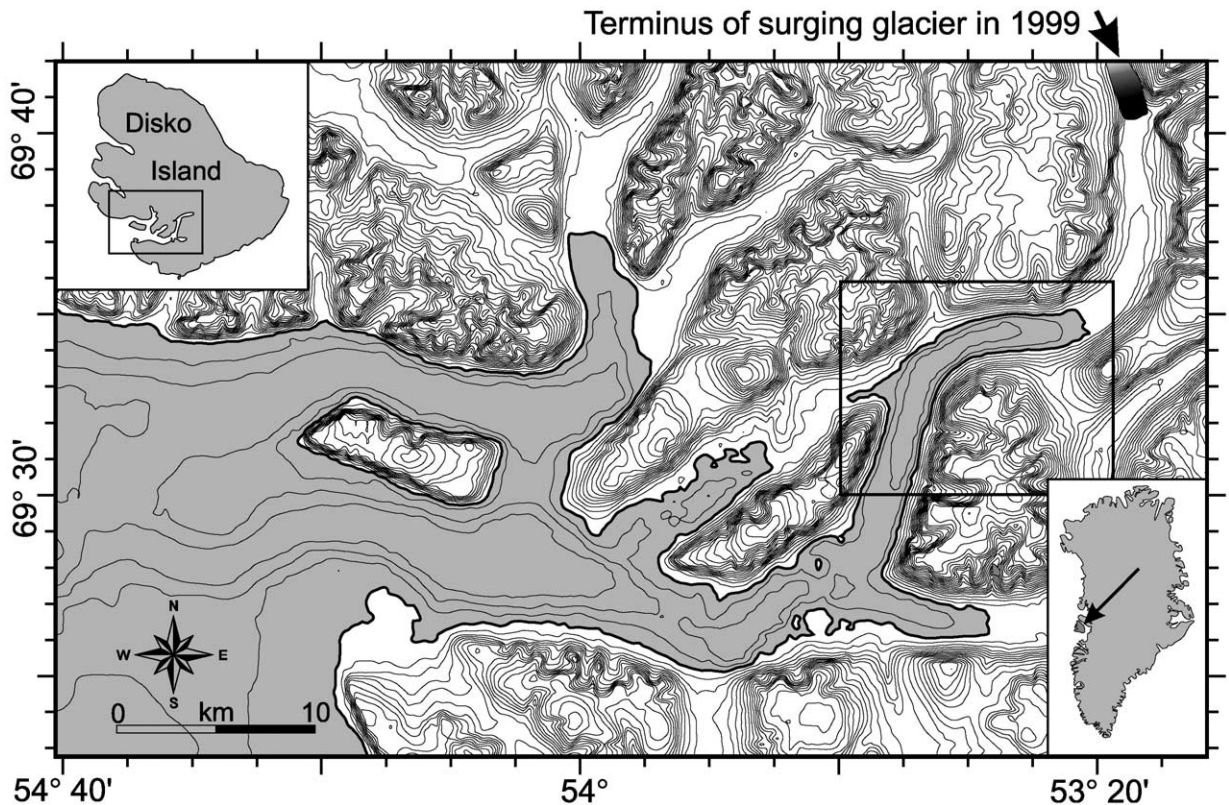 Terminus of surging glacier in 1999
69° 40'
Disko
Island
69° 30
N
W
E
S
0
km
10
54° 40'
54°
53° 20'